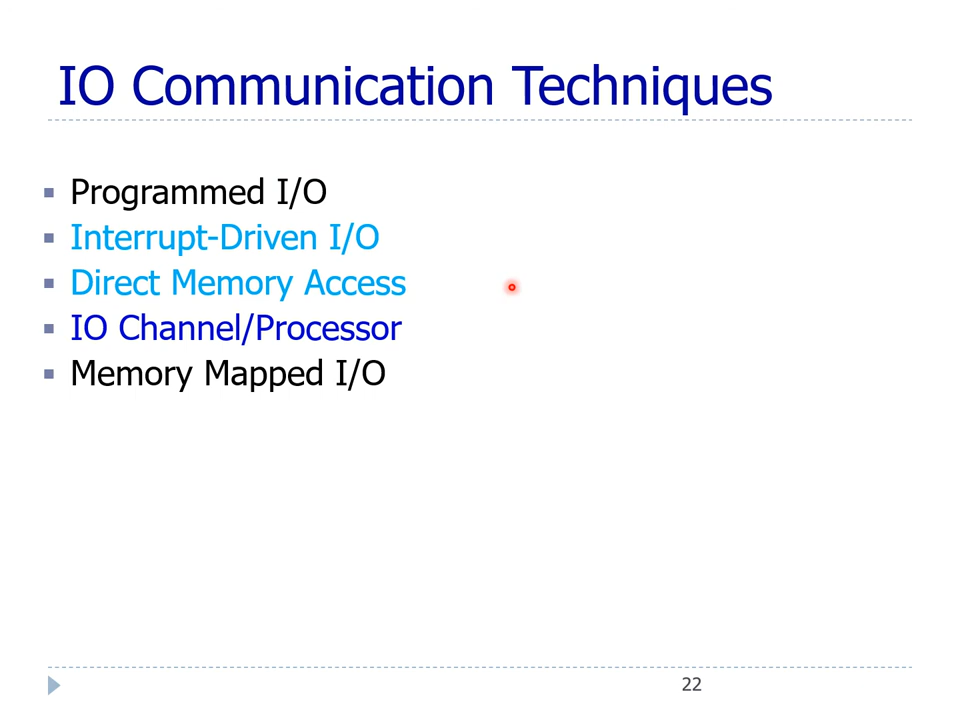 IO Communication Techniques
Programmed I/O
Interrupt-Driven I/O
Direct Memory Access
IO Channel/Processor
Memory Mapped I/O
22